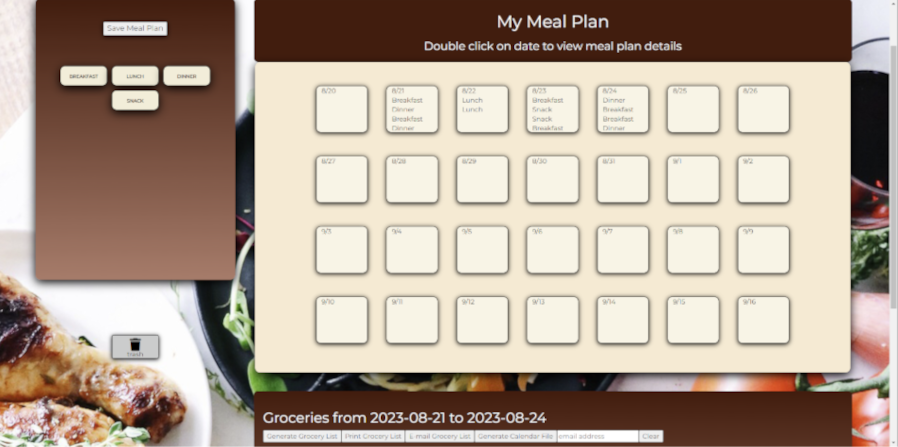 Save Meal Plan
BREAKFAST LUNCH DINNER
SNACK
Trash
My Meal Plan
Double click on date to view meal plan details
8/20
8/21
Breakfast
Dinner
Breakfast
Dinner
8/22
Lunch
Lunch
8/23
Breakfast
Snack
Snack
Breakfast
8/24
Dinner
Breakfast
Breakfast
Dinner
8/25
8/26
8/27 8/28 8/29 8/30 8/31 9/1 9/2
9/3 9/4 9/5 9/6 9/7 9/8 9/9
9/10 9/11 9/12 9/13 9/14 9/15 9/16
Groceries from 2023-08-21 to 2023-08-24
Generate Grocery List Print Grocery List E-mail Grocery List Generate Calendar File email address Clear